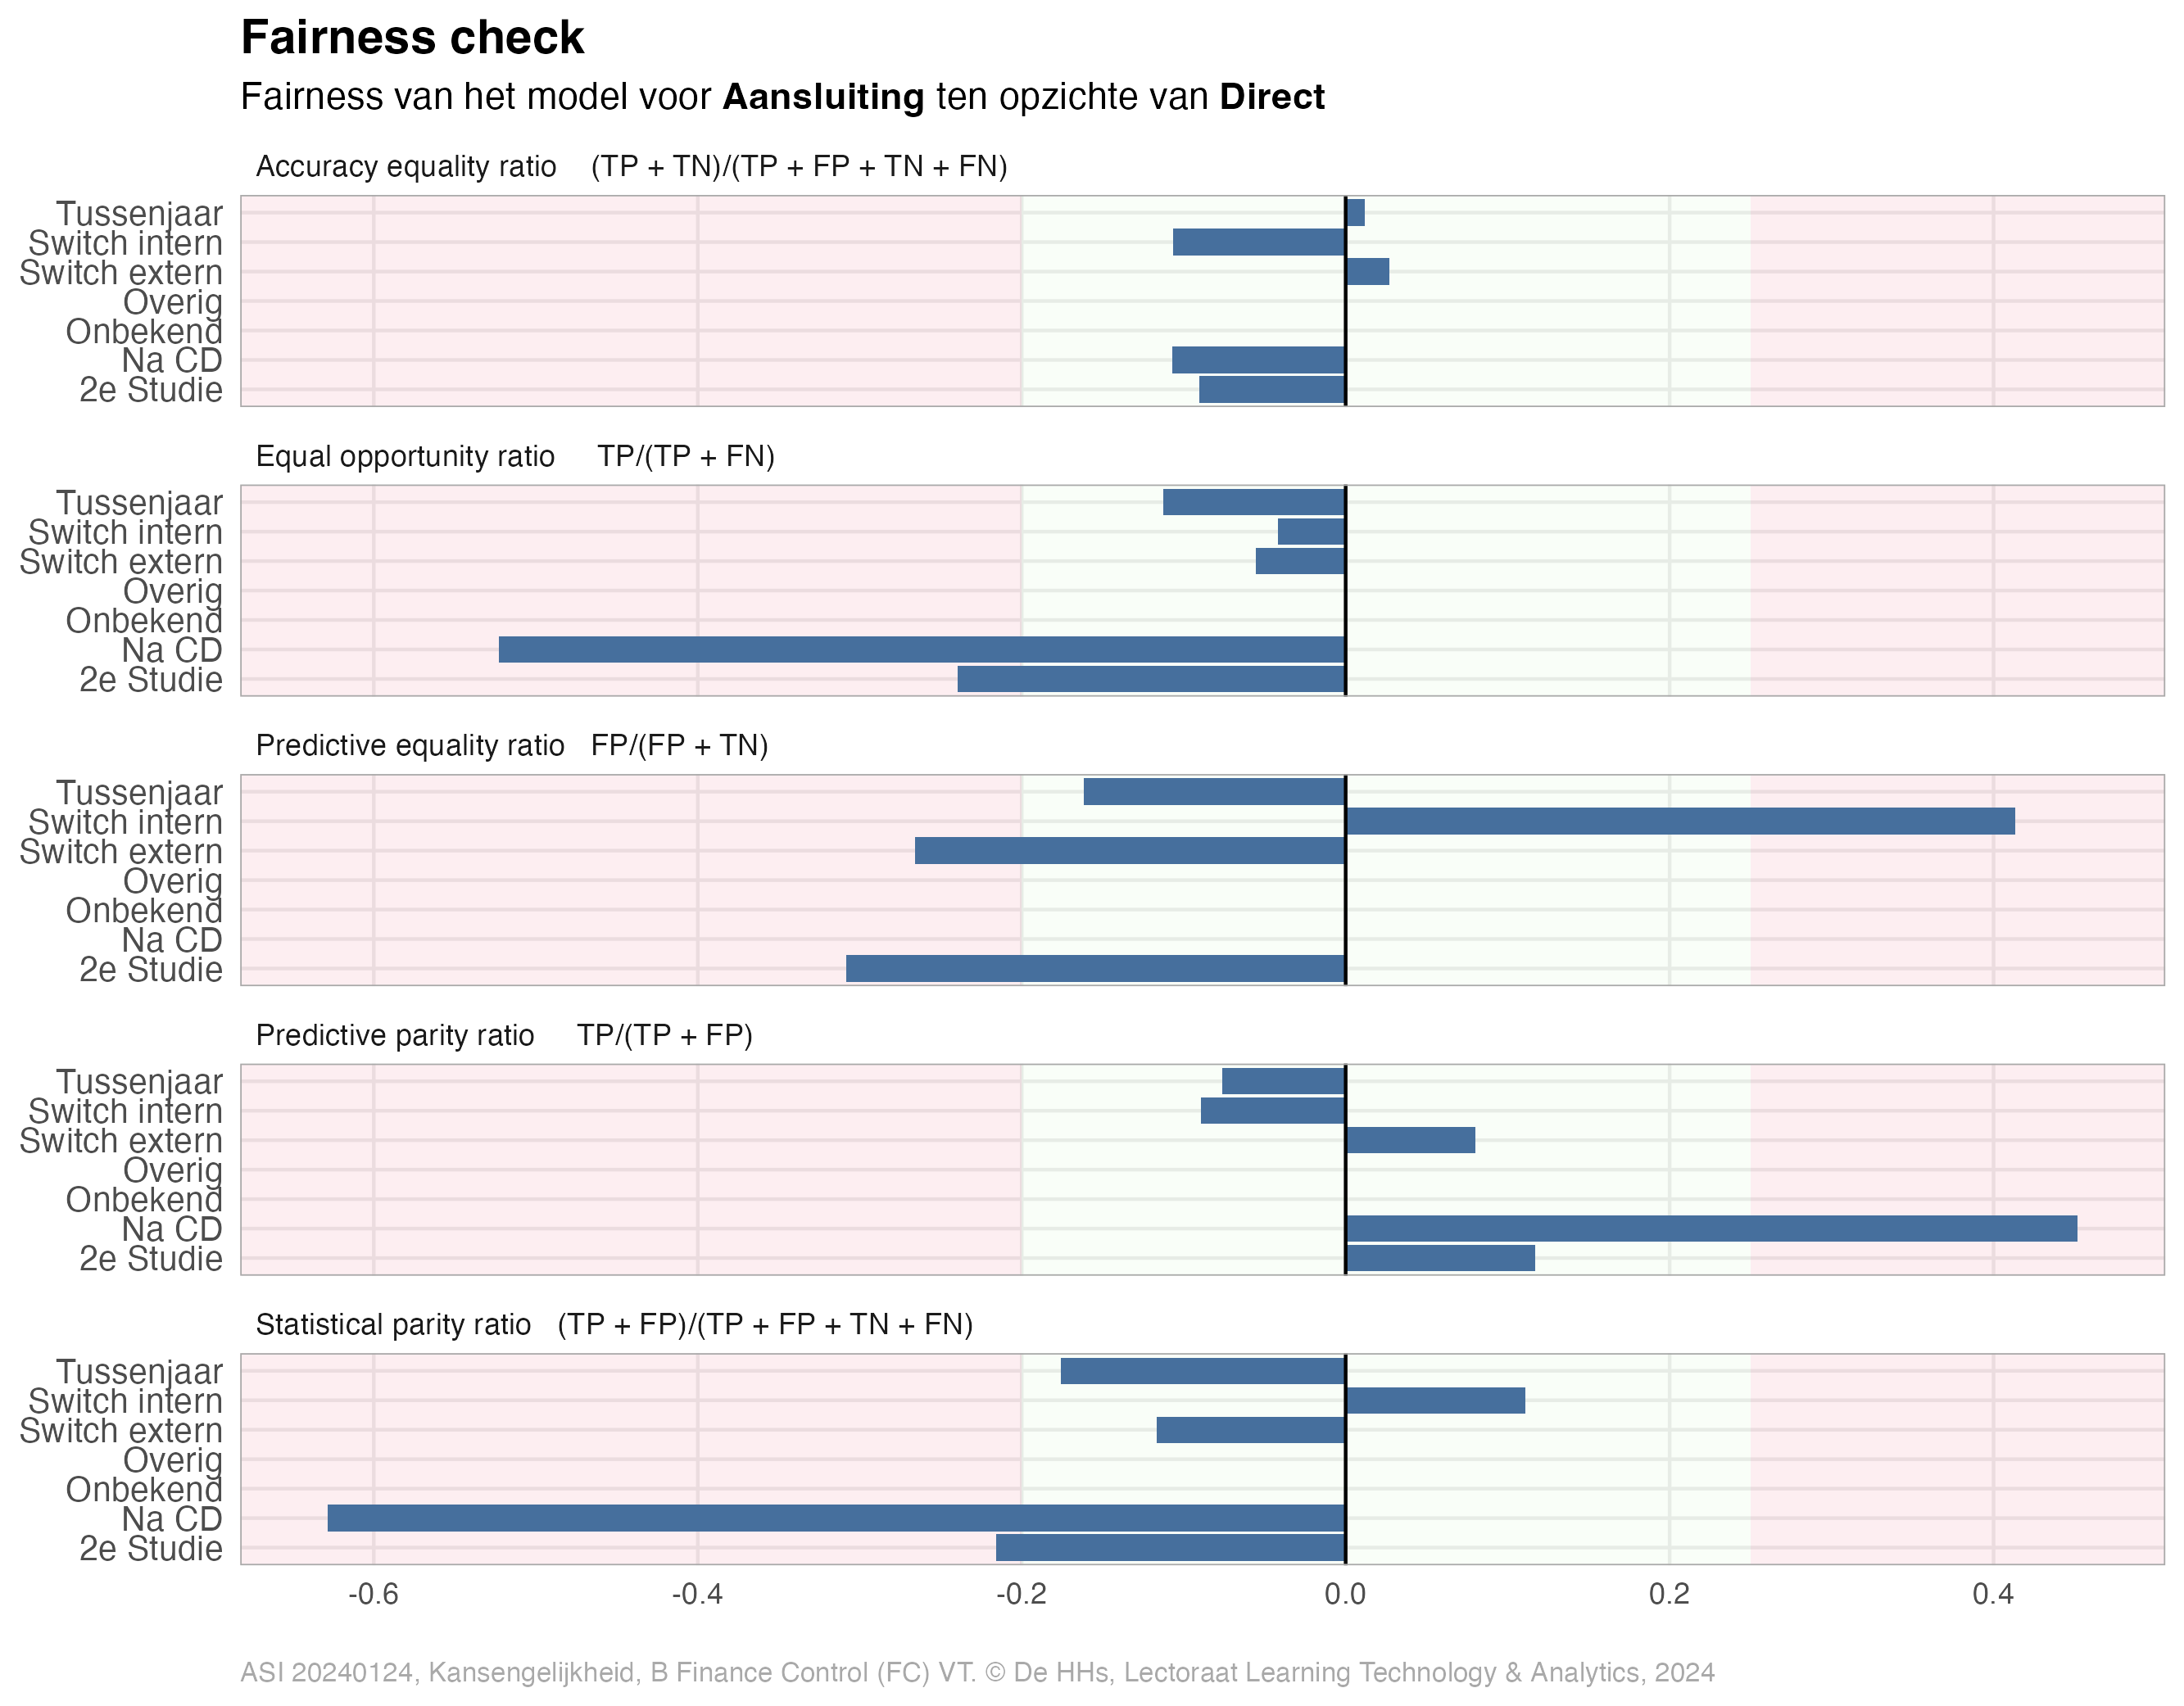 Fairness check
Fairness van het model voor Aansluiting ten opzichte van Direct
Accuracy equality ratio (TP + TN)/(TP + FP + TN + FN)
Tussenjaar
Switch intern
Switch extern
Overig
Onbekend
Na CD
2e Studie
Equal opportunity ratio TP/(TP + FN)
Tussenjaar
Switch intern
Switch extern
Overig
Onbekend
Na CD
2e Studie
Predictive equality ratio FP/(FP + TN)
Tussenjaar
Switch intern
Switch extern
Overig
Onbekend
Na CD
2e Studie
Predictive parity ratio TP/(TP + FP)
Tussenjaar
Switch intern
Switch extern
Overig
Onbekend
Na CD
2e Studie
Statistical parity ratio (TP + FP)/(TP + FP + TN + FN)
Tussenjaar
Switch intern
Switch extern
Overig
Onbekend
Na CD
2e Studie
-0.6 -0.4 -0.2 0.0 0.2 0.4
ASI 20240124, Kansengelijkheid, B Finance Control (FC) VT. © De HHs, Lectoraat Learning Technology & Analytics, 2024